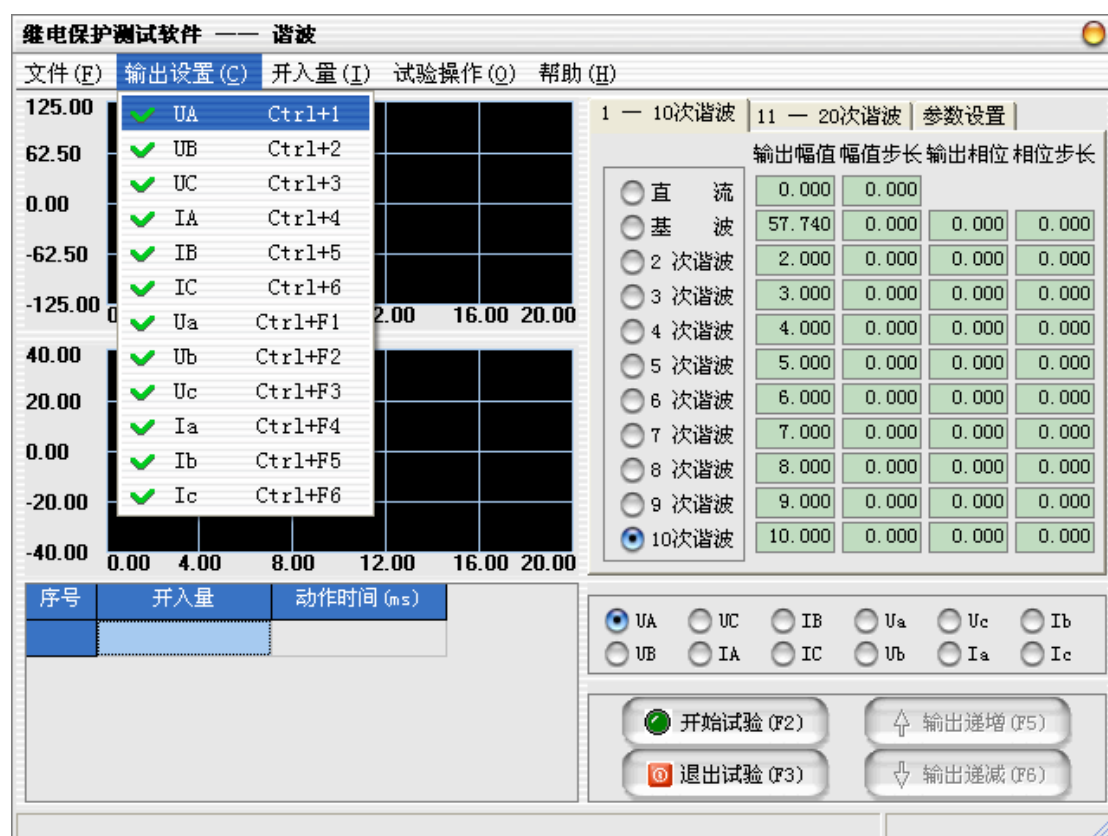 继电保护测试软件 —— 谐波
文件(F) 输出设置(C) 开入量(I) 试验操作(O) 帮助(H)
UA Ctrl+1
UB Ctrl+2
UC Ctrl+3
IA Ctrl+4
IB Ctrl+5
IC Ctrl+6
Ua Ctrl+F1
Ub Ctrl+F2
Uc Ctrl+F3
Ia Ctrl+F4
Ib Ctrl+F5
Ic Ctrl+F6
125.00
62.50
0.00
-62.50
-125.00
16.00 20.00
40.00
20.00
0.00
-20.00
-40.00
0.00 4.00 8.00 12.00 16.00 20.00
1 — 10次谐波 11 — 20次谐波 参数设置
输出幅值 幅值步长 输出相位 相位步长
直 流 0.000 0.000
基 波 57.740 0.000 0.000 0.000
2 次谐波 2.000 0.000 0.000 0.000
3 次谐波 3.000 0.000 0.000 0.000
4 次谐波 4.000 0.000 0.000 0.000
5 次谐波 5.000 0.000 0.000 0.000
6 次谐波 6.000 0.000 0.000 0.000
7 次谐波 7.000 0.000 0.000 0.000
8 次谐波 8.000 0.000 0.000 0.000
9 次谐波 9.000 0.000 0.000 0.000
10次谐波 10.000 0.000 0.000 0.000
序号 开入量 动作时间(ms)
UA UC IB Ua Uc Ib
UB IA IC Ub Ia Ic
开始试验(F2) 输出递增(F5)
退出试验(F3) 输出递减(F6)